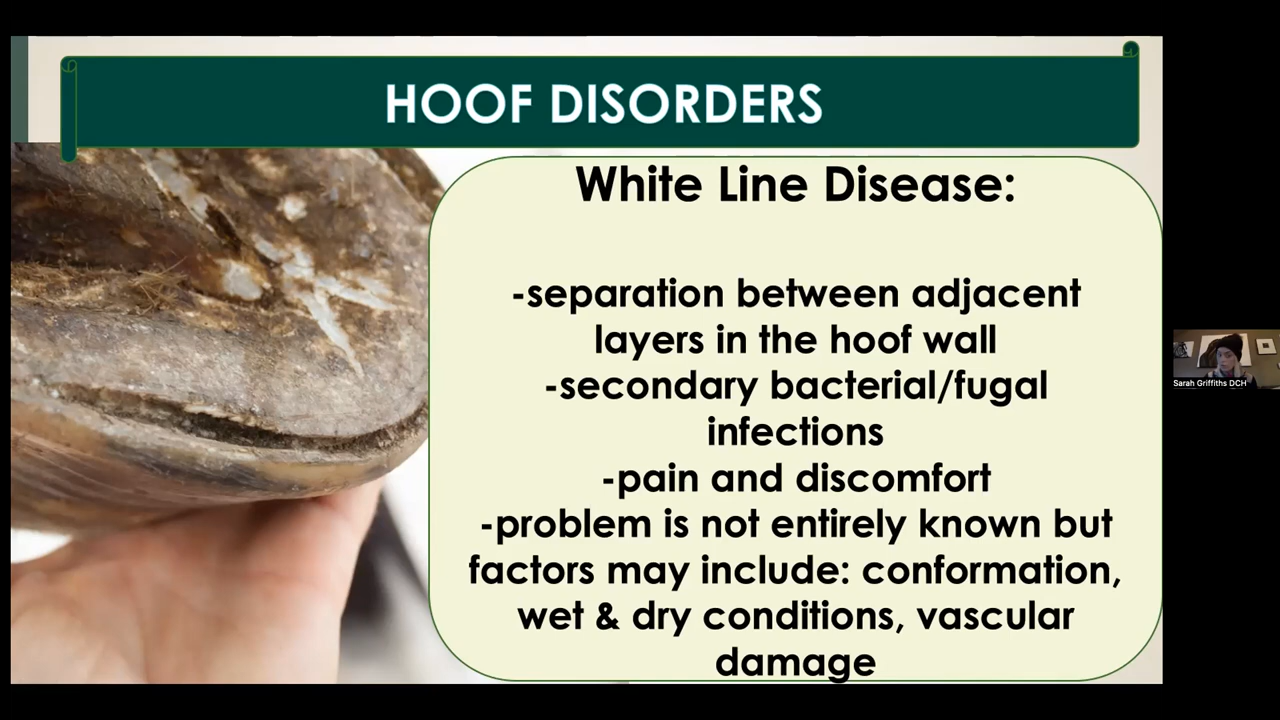 HOOF DISORDERS
White Line Disease:
-separation between adjacent
layers in the hoof wall
-secondary bacterial/fugal
infections
-pain and discomfort
-problem is not entirely known but
factors may include: conformation,
wet & dry conditions, vascular
damage
Sarah Griffiths DCH